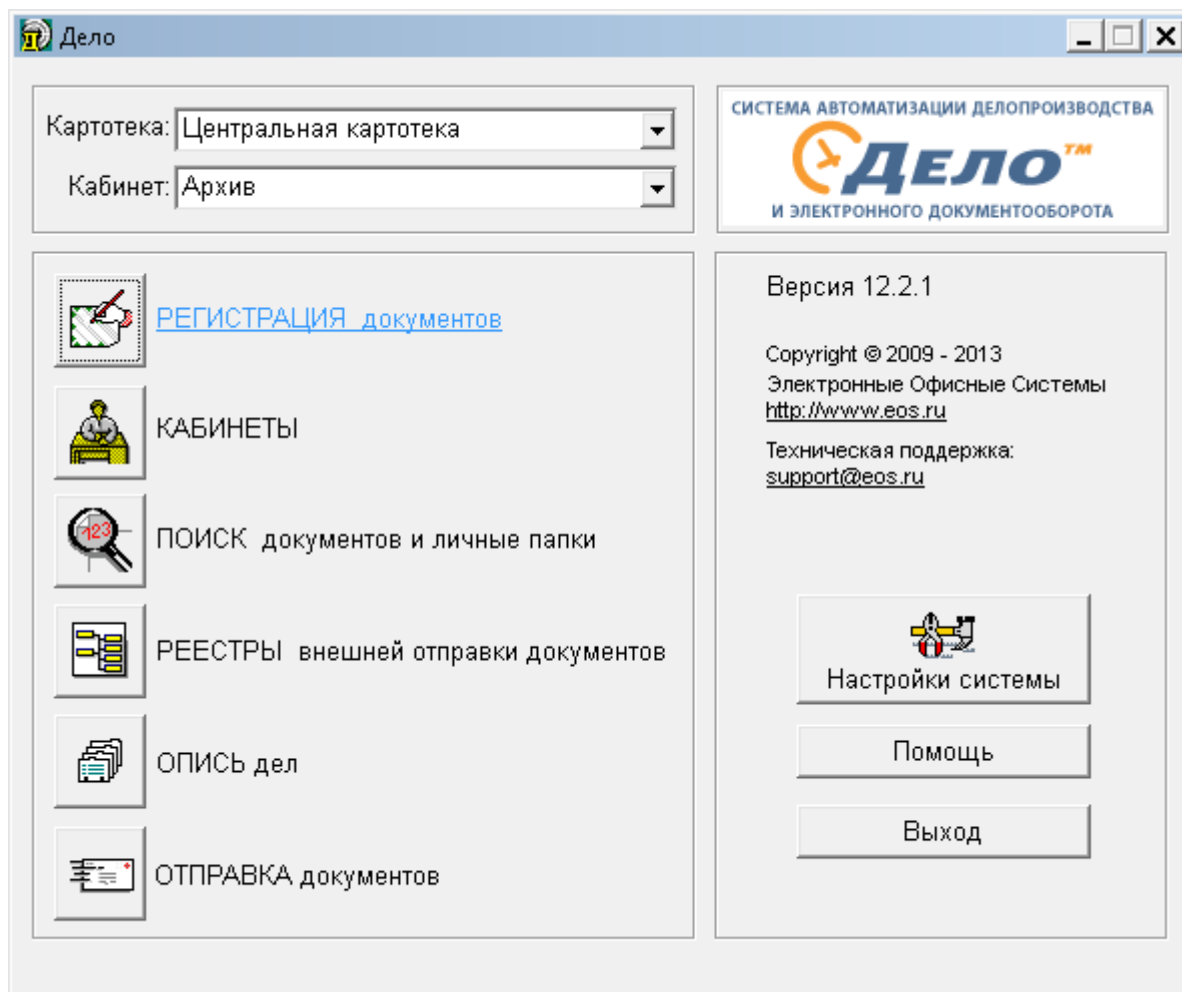 Дело
Картотека: Центральная картотека
Кабинет: Архив
СИСТЕМА АВТОМАТИЗАЦИИ ДЕЛОПРОИЗВОДСТВА
ДЕЛО™
И ЭЛЕКТРОННОГО ДОКУМЕНТООБОРОТА
РЕГИСТРАЦИЯ документов
КАБИНЕТЫ
123
ПОИСК документов и личные папки
РЕЕСТРЫ внешней отправки документов
ОПИСЬ дел
ОТПРАВКА документов
Версия 12.2.1
Copyright © 2009 - 2013
Электронные Офисные Системы
http://www.eos.ru
Техническая поддержка:
support@eos.ru
Настройки системы
Помощь
Выход